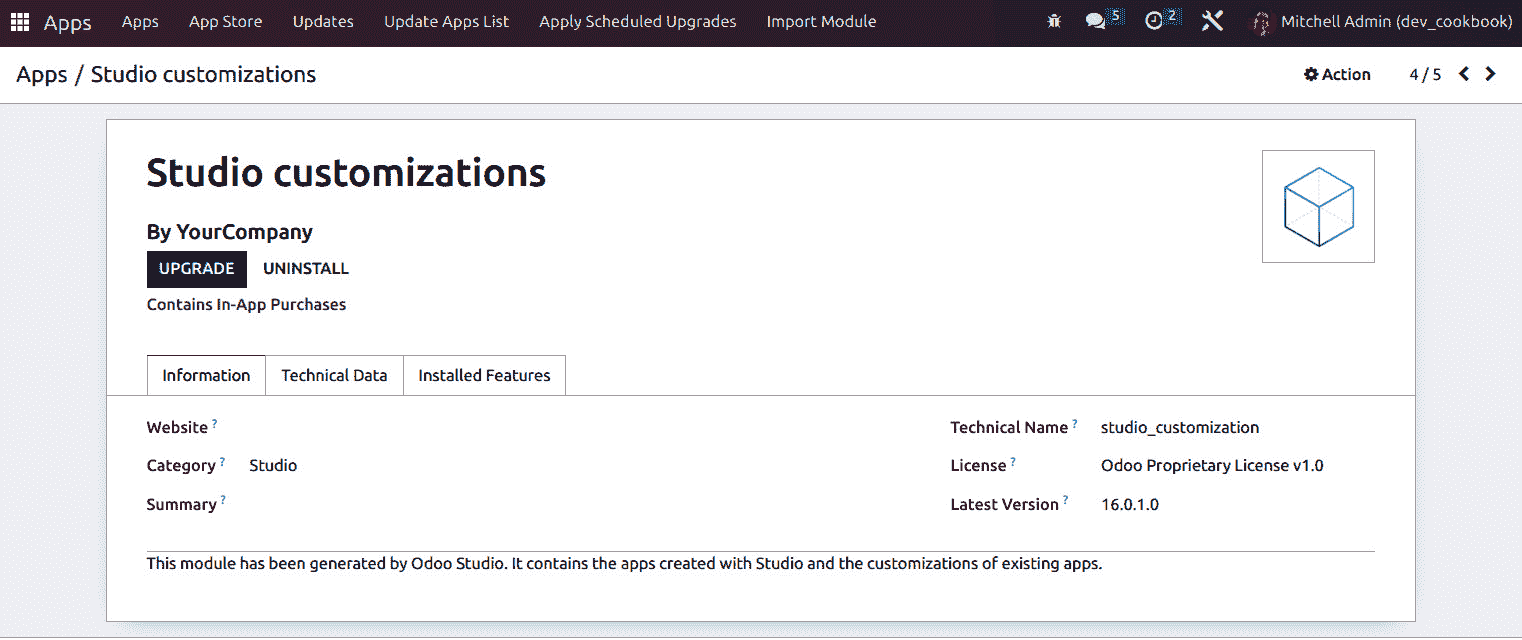 Apps Apps App Store Updates Update Apps List Apply Scheduled Upgrades Import Module 5 2 Mitchell Admin (dev_cookbook)
Apps / Studio customizations Action 4 / 5
Studio customizations
By YourCompany
UPGRADE UNINSTALL
Contains In-App Purchases
Information Technical Data Installed Features
Website ? Technical Name ? studio_customization
Category ? Studio License ? Odoo Proprietary License v1.0
Summary ? Latest Version ? 16.0.1.0
This module has been generated by Odoo Studio. It contains the apps created with Studio and the customizations of existing apps.